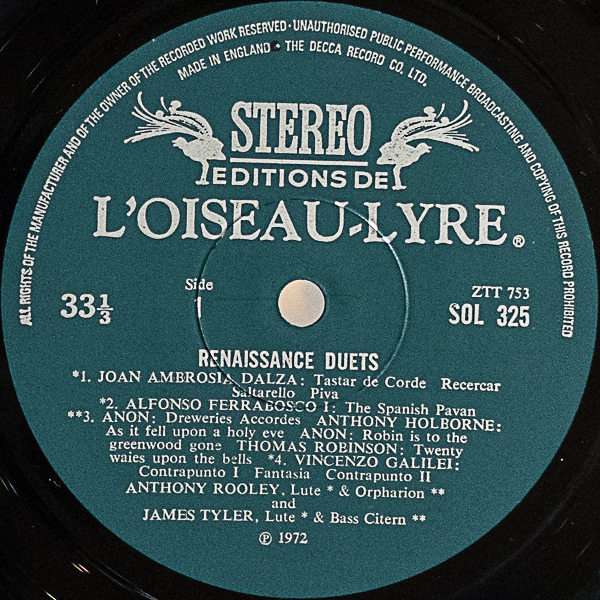 ALL RIGHTS OF THE MANUFACTURER AND OF THE OWNER OF THE RECORDED WORK RESERVED · UNAUTHORISED PUBLIC PERFORMANCE BROADCASTING AND COPYING OF THIS RECORD PROHIBITED
MADE IN ENGLAND · THE DECCA RECORD CO. LTD.
STEREO
EDITIONS DE
L'OISEAU-LYRE ®
Side
1
33⅓
ZTT 753
SOL 325
RENAISSANCE DUETS
*1. JOAN AMBROSIA DALZA: Tastar de Corde Recercar
Saltarello Piva
*2. ALFONSO FERRABOSCO I: The Spanish Pavan
**3. ANON: Dreweries Accordes ANTHONY HOLBORNE:
As it fell upon a holy eve ANON: Robin is to the
greenwood gone THOMAS ROBINSON: Twenty
waies upon the bells *4. VINCENZO GALILEI:
Contrapunto I Fantasia Contrapunto II
ANTHONY ROOLEY, Lute * & Orpharion **
and
JAMES TYLER, Lute * & Bass Citern **
℗ 1972